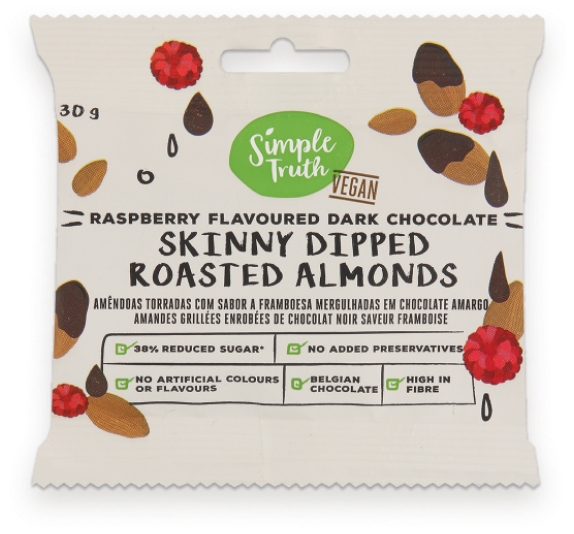 30 g
Simple
Truth
VEGAN
RASPBERRY FLAVOURED DARK CHOCOLATE
SKINNY DIPPED
ROASTED ALMONDS
AMÊNDOAS TORRADAS COM SABOR A FRAMBOESA MERGULHADAS EM CHOCOLATE AMARGO
AMANDES GRILLÉES ENROBÉES DE CHOCOLAT NOIR SAVEUR FRAMBOISE
38% REDUCED SUGAR*
NO ADDED PRESERVATIVES
NO ARTIFICIAL COLOURS
OR FLAVOURS
BELGIAN
CHOCOLATE
HIGH IN
FIBRE